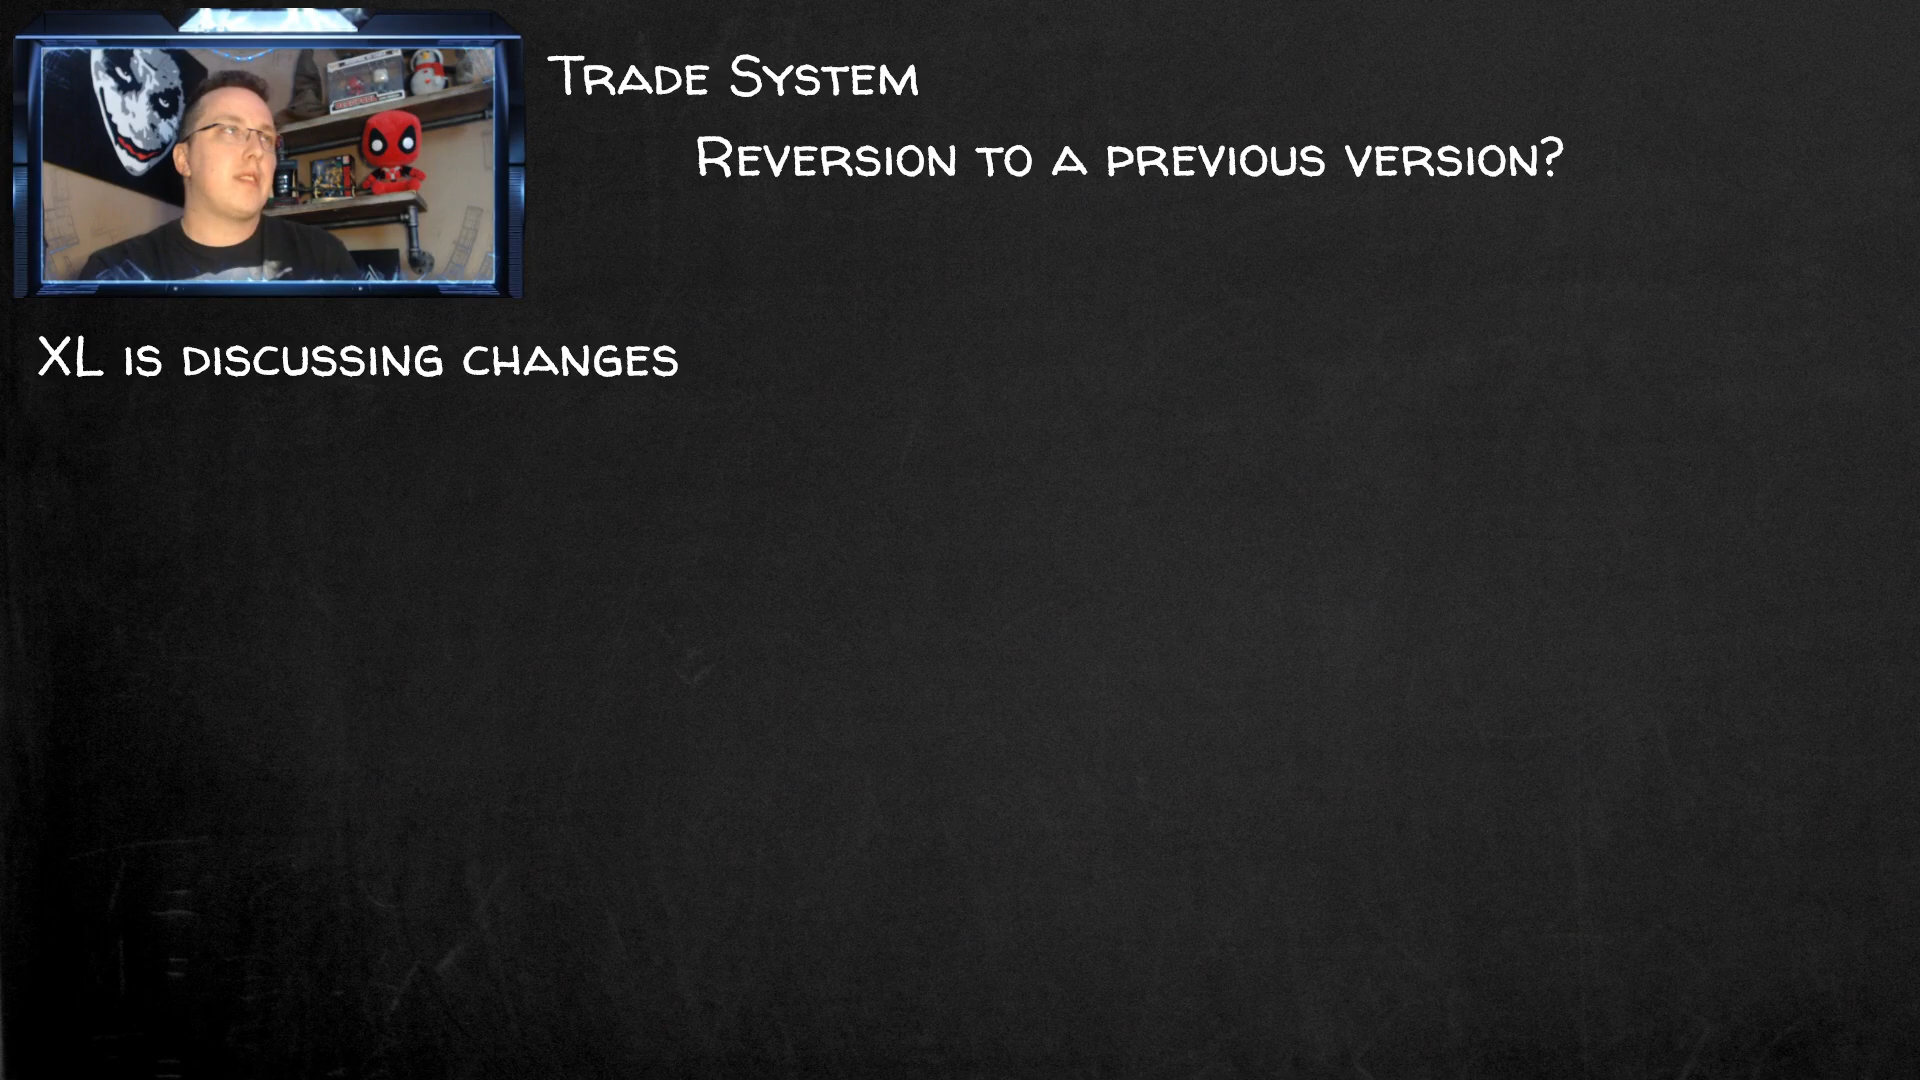 Trade System
Reversion to a previous version?
XL is discussing changes